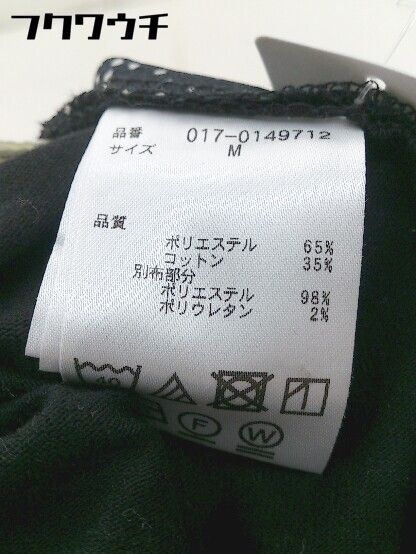 フクワウチ
品番 017-0149712
サイズ M
品質
ポリエステル 65%
コットン 35%
別布部分
ポリエステル 98%
ポリウレタン 2%
40
F W